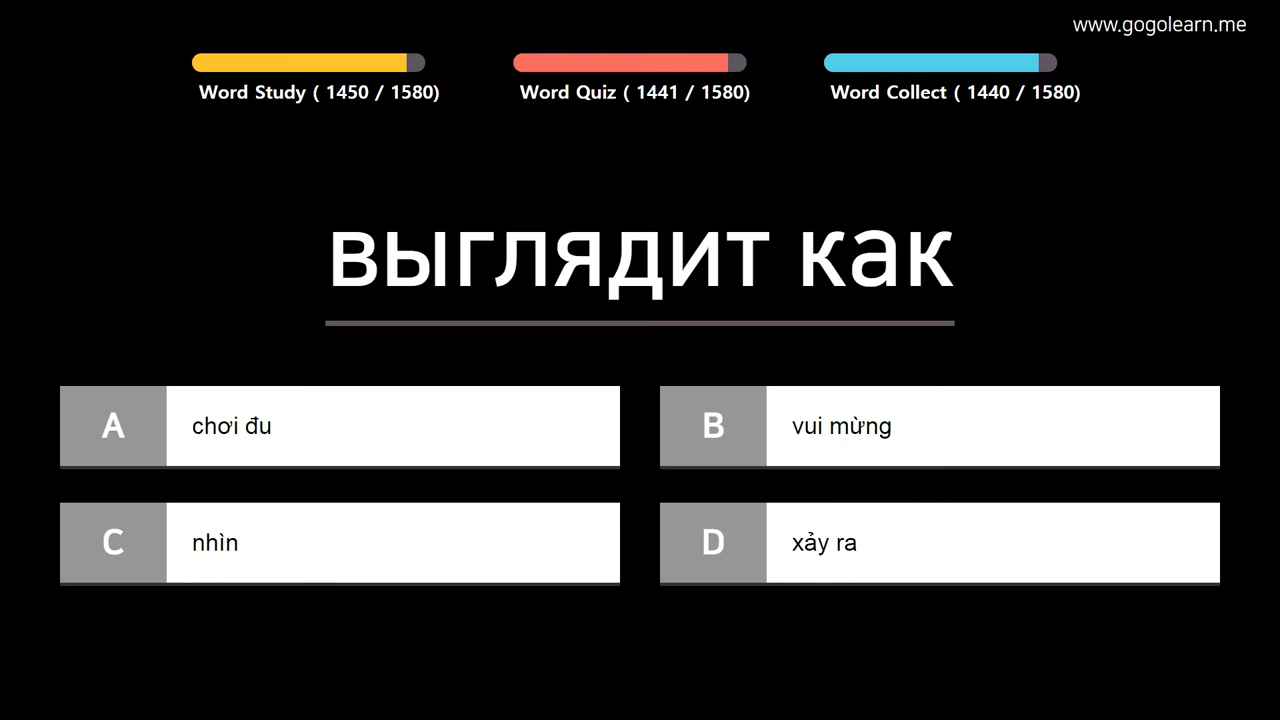 www.gogolearn.me
Word Study ( 1450 / 1580)
Word Quiz ( 1441 / 1580)
Word Collect ( 1440 / 1580)
выглядит как
A chơi đu
B vui mừng
C nhìn
D xảy ra